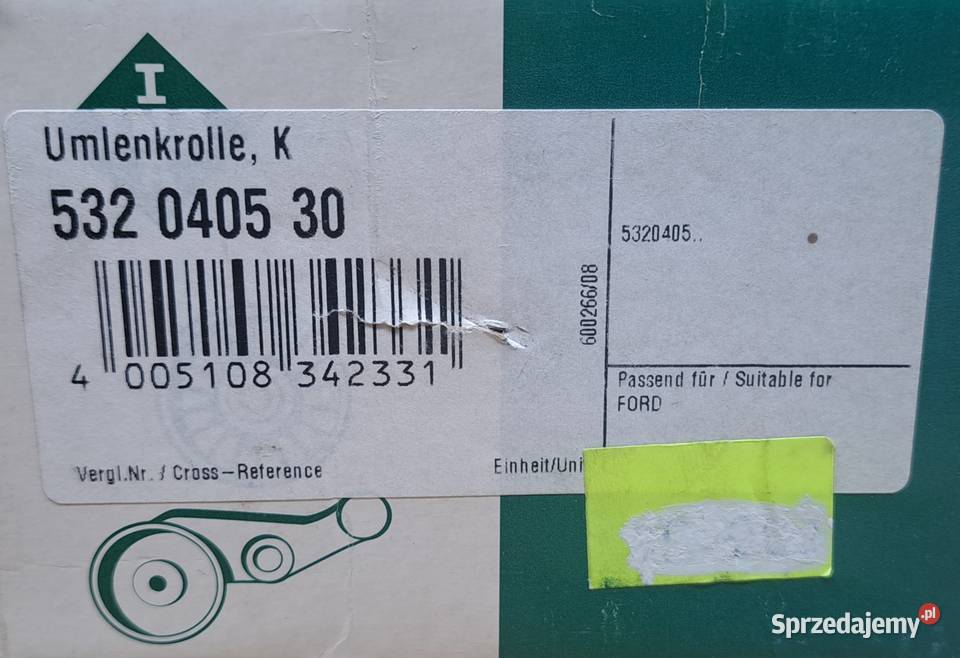 I
Umlenkrolle, K
532 0405 30
4 005108 342331
Vergl.Nr. / Cross-Reference
Einheit/Uni
600266/08
5320405..
Passend für / Suitable for
FORD
Sprzedajemy.pl